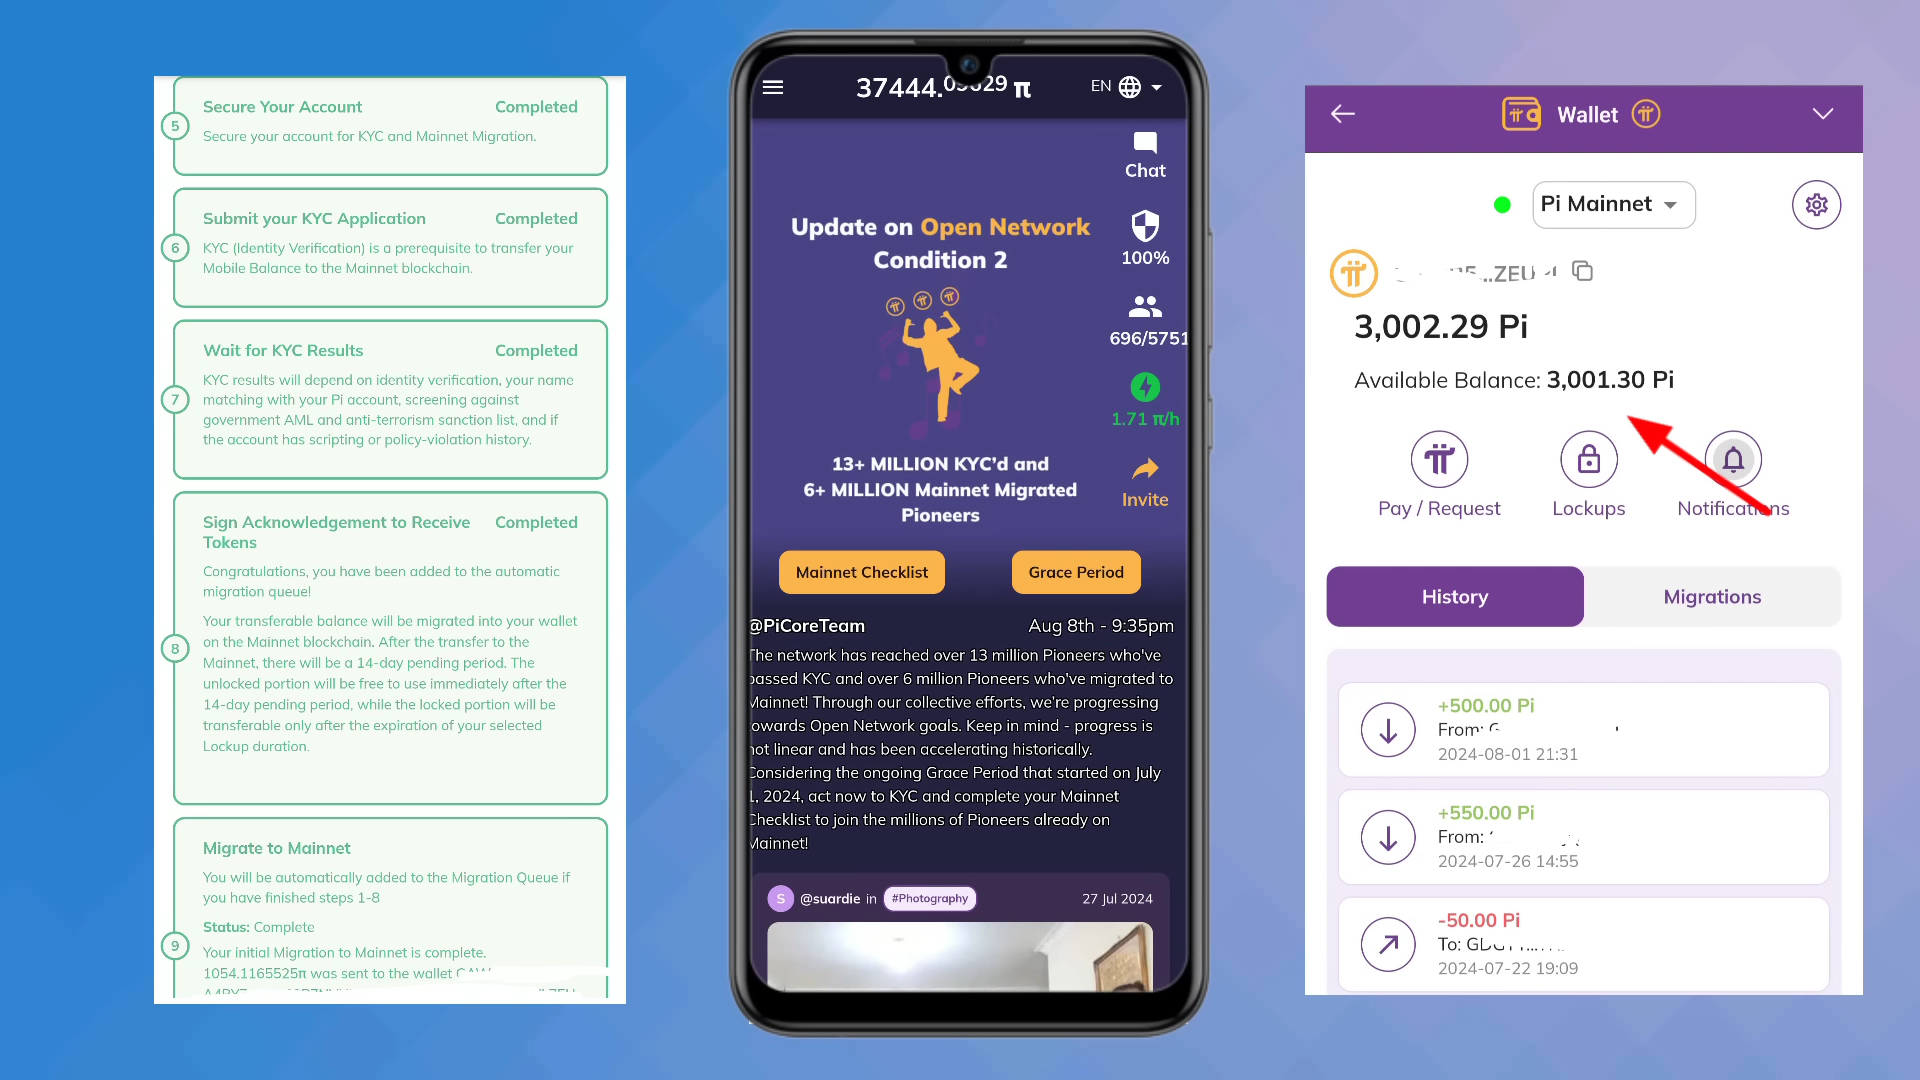 Secure Your Account
Completed
5
Secure your account for KYC and Mainnet Migration.
Submit your KYC Application
Completed
6
KYC (Identity Verification) is a prerequisite to transfer your
Mobile Balance to the Mainnet blockchain.
Wait for KYC Results
Completed
7
KYC results will depend on identity verification, your name
matching with your Pi account, screening against
government AML and anti-terrorism sanction list, and if
the account has scripting or policy-violation history.
Sign Acknowledgement to Receive
Tokens
Completed
Congratulations, you have been added to the automatic
migration queue!
8
Your transferable balance will be migrated into your wallet
on the Mainnet blockchain. After the transfer to the
Mainnet, there will be a 14-day pending period. The
unlocked portion will be free to use immediately after the
14-day pending period, while the locked portion will be
transferable only after the expiration of your selected
Lockup duration.
Migrate to Mainnet
You will be automatically added to the Migration Queue if
you have finished steps 1-8
9
Status: Complete
Your initial Migration to Mainnet is complete.
1054.1165525π was sent to the wallet
37444. π
EN
Chat
Update on Open Network
Condition 2
100%
696/5751
1.71 π/h
13+ MILLION KYC'd and
6+ MILLION Mainnet Migrated
Pioneers
Invite
Mainnet Checklist
Grace Period
@PiCoreTeam
Aug 8th - 9:35pm
The network has reached over 13 million Pioneers who've
passed KYC and over 6 million Pioneers who've migrated to
Mainnet! Through our collective efforts, we're progressing
towards Open Network goals. Keep in mind - progress is
not linear and has been accelerating historically.
Considering the ongoing Grace Period that started on July
1, 2024, act now to KYC and complete your Mainnet
Checklist to join the millions of Pioneers already on
Mainnet!
S
@suardie in #Photography
27 Jul 2024
Wallet
Pi Mainnet
3,002.29 Pi
Available Balance: 3,001.30 Pi
Pay / Request
Lockups
Notifications
History
Migrations
+500.00 Pi
From:
2024-08-01 21:31
+550.00 Pi
From:
2024-07-26 14:55
-50.00 Pi
To:
2024-07-22 19:09